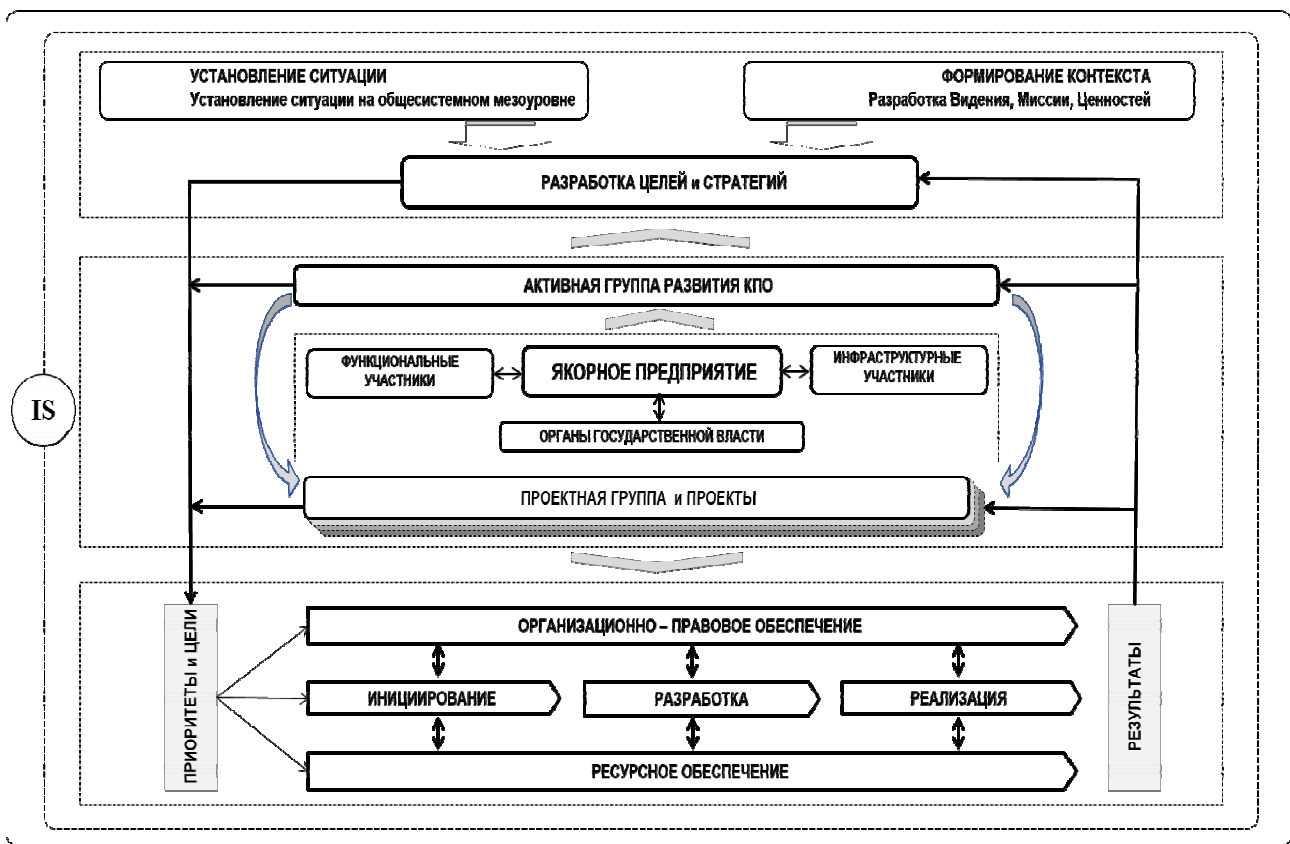 УСТАНОВЛЕНИЕ СИТУАЦИИ
Установление ситуации на общесистемном мезоуровне
ФОРМИРОВАНИЕ КОНТЕКСТА
Разработка Видения, Миссии, Ценностей
РАЗРАБОТКА ЦЕЛЕЙ и СТРАТЕГИЙ
АКТИВНАЯ ГРУППА РАЗВИТИЯ КПО
ФУНКЦИОНАЛЬНЫЕ
УЧАСТНИКИ
ЯКОРНОЕ ПРЕДПРИЯТИЕ
ИНФРАСТРУКТУРНЫЕ
УЧАСТНИКИ
IS
ОРГАНЫ ГОСУДАРСТВЕННОЙ ВЛАСТИ
ПРОЕКТНАЯ ГРУППА и ПРОЕКТЫ
ПРИОРИТЕТЫ и ЦЕЛИ
ОРГАНИЗАЦИОННО – ПРАВОВОЕ ОБЕСПЕЧЕНИЕ
ИНИЦИИРОВАНИЕ
РАЗРАБОТКА
РЕАЛИЗАЦИЯ
РЕСУРСНОЕ ОБЕСПЕЧЕНИЕ
РЕЗУЛЬТАТЫ